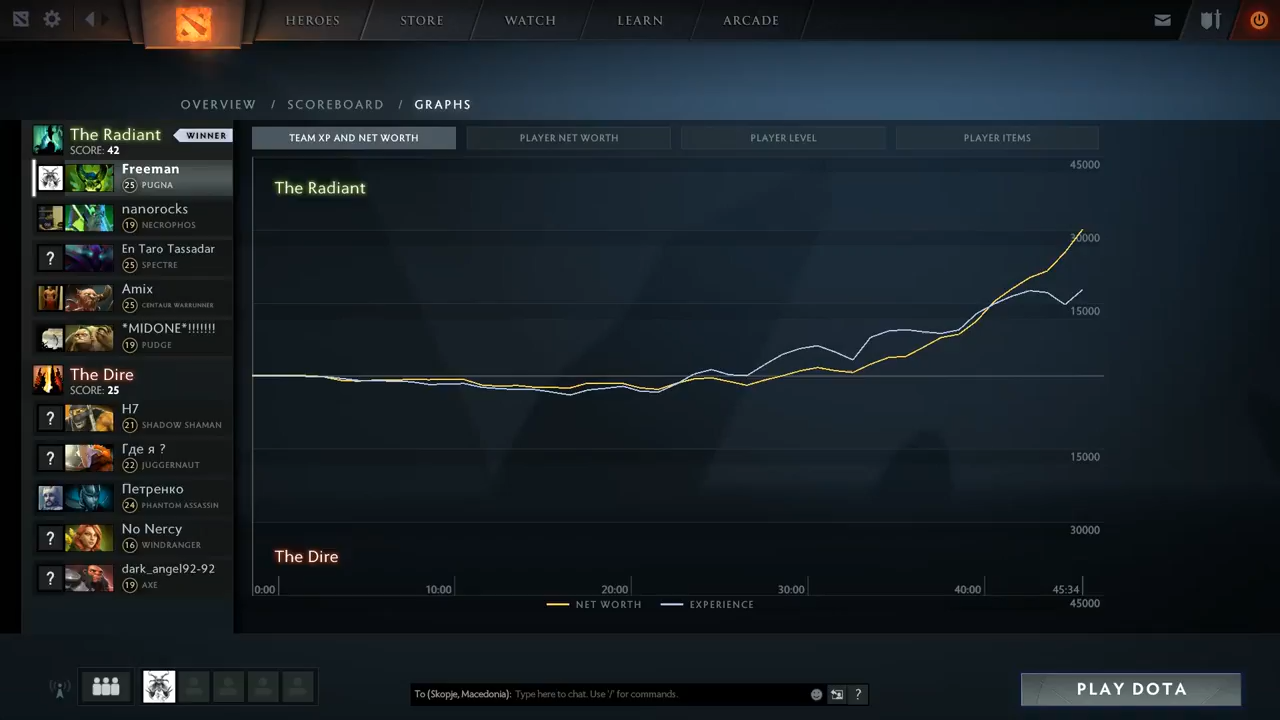 HEROES STORE WATCH LEARN ARCADE
OVERVIEW / SCOREBOARD / GRAPHS
The Radiant WINNER
SCORE: 42
Freeman
25 PUGNA
nanorocks
19 NECROPHOS
? En Taro Tassadar
25 SPECTRE
Amix
25 CENTAUR WARRUNNER
*MIDONE*!!!!!!!
19 PUDGE
The Dire
SCORE: 25
? H7
21 SHADOW SHAMAN
? Где я ?
22 JUGGERNAUT
Петренко
24 PHANTOM ASSASSIN
? No Nercy
16 WINDRANGER
? dark_angel92-92
19 AXE
TEAM XP AND NET WORTH PLAYER NET WORTH PLAYER LEVEL PLAYER ITEMS
45000
The Radiant
30000
15000
15000
30000
The Dire
0:00 10:00 20:00 30:00 40:00 45:34
45000
NET WORTH EXPERIENCE
To (Skopje, Macedonia): Type here to chat. Use '/' for commands. ?
PLAY DOTA